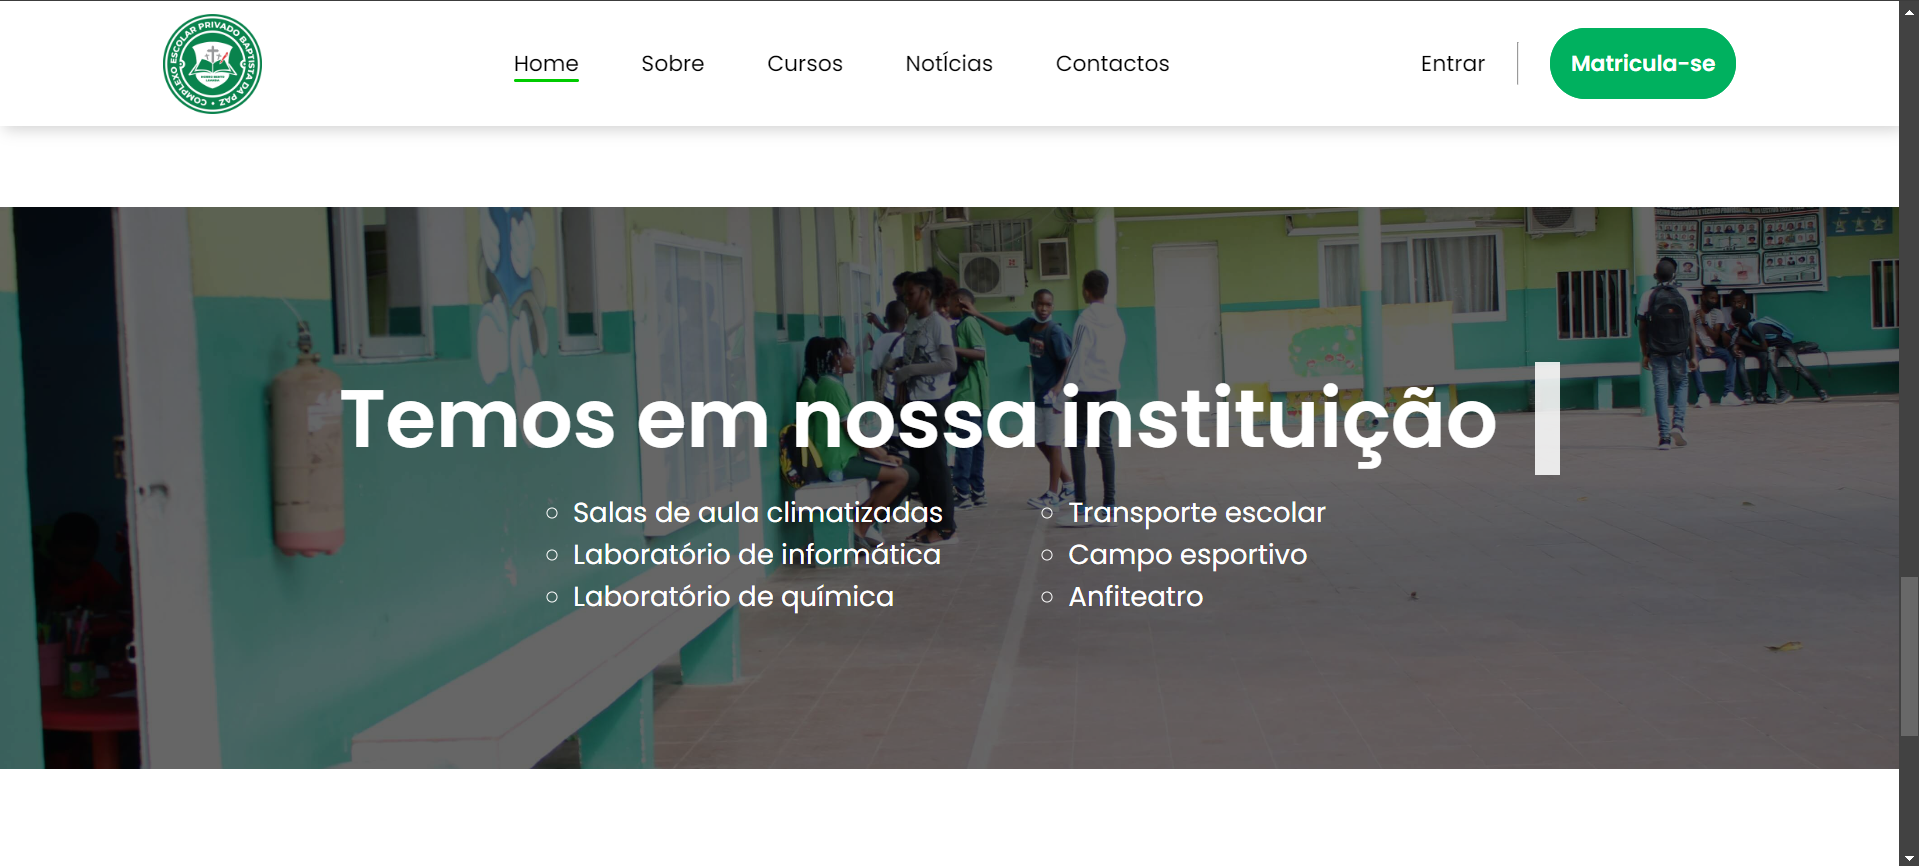 COMPLEXO ESCOLAR PRIVADO BAPTISTA DA PAZ
Home
Sobre
Cursos
NotÍcias
Contactos
Entrar
Matricula-se
Temos em nossa instituição
Salas de aula climatizadas
Laboratório de informática
Laboratório de química
Transporte escolar
Campo esportivo
Anfiteatro